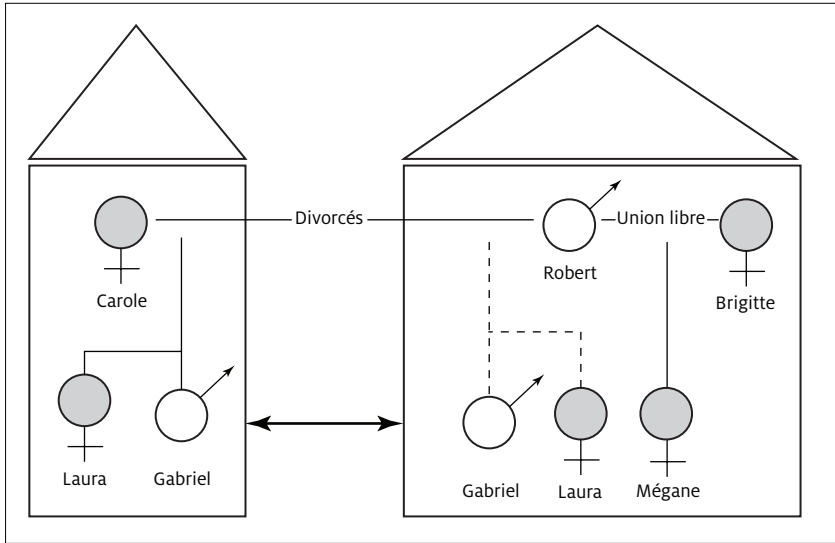 Divorcés
Union libre
Robert
Carole
Brigitte
Laura
Gabriel
Gabriel
Laura
Mégane